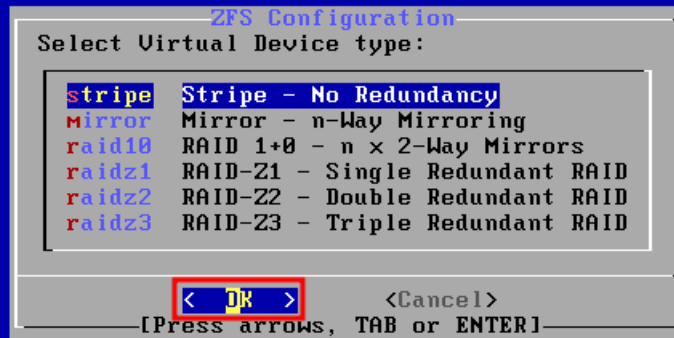 ZFS Configuration
Select Virtual Device type:
stripe Stripe - No Redundancy
mirror Mirror - n-Way Mirroring
raid10 RAID 1+0 - n x 2-Way Mirrors
raidz1 RAID-Z1 - Single Redundant RAID
raidz2 RAID-Z2 - Double Redundant RAID
raidz3 RAID-Z3 - Triple Redundant RAID
< OK > <Cancel>
[Press arrows, TAB or ENTER]